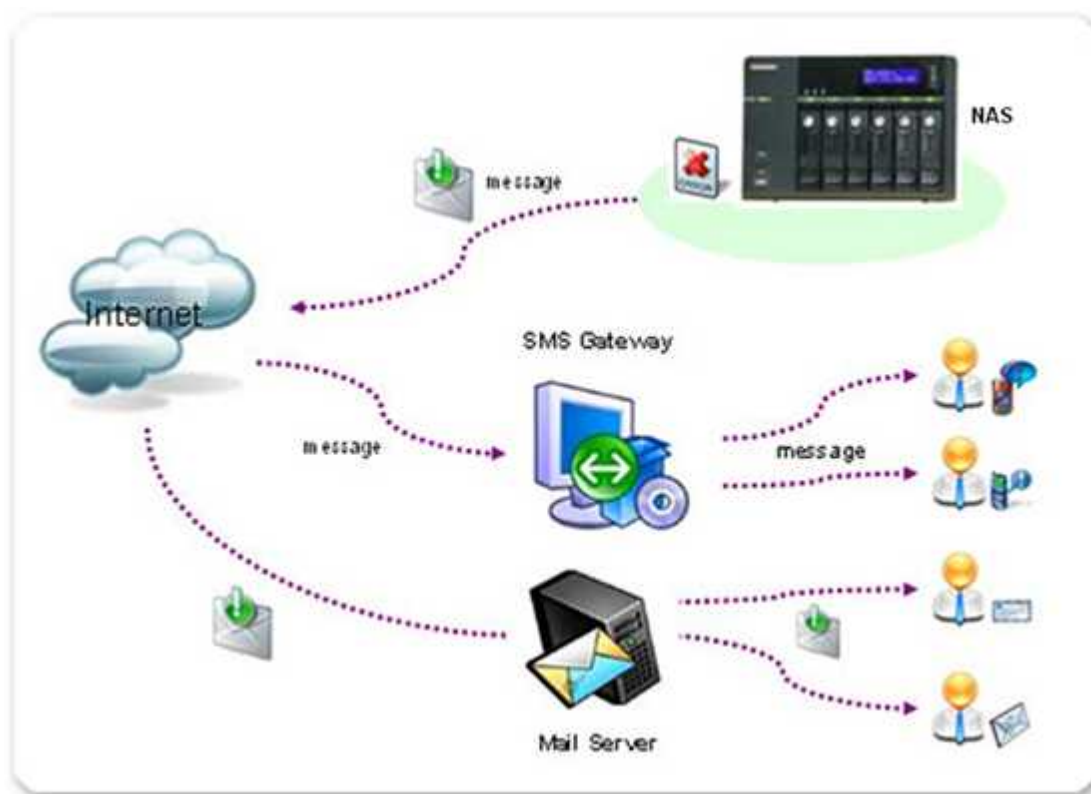 NAS
message
Internet
SMS Gateway
message
message
Mail Server